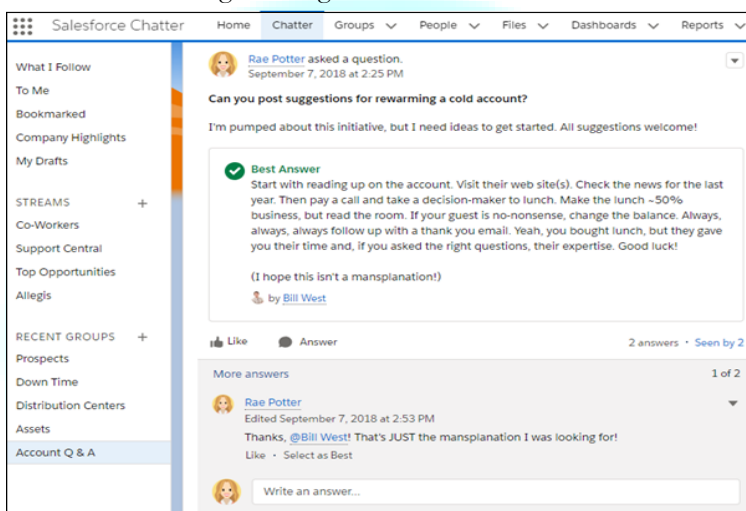 Salesforce Chatter
Home Chatter Groups People Files Dashboards Reports
What I Follow
To Me
Bookmarked
Company Highlights
My Drafts
STREAMS +
Co-Workers
Support Central
Top Opportunities
Allegis
RECENT GROUPS +
Prospects
Down Time
Distribution Centers
Assets
Account Q & A
Rae Potter asked a question.
September 7, 2018 at 2:25 PM
Can you post suggestions for rewarming a cold account?
I'm pumped about this initiative, but I need ideas to get started. All suggestions welcome!
Best Answer
Start with reading up on the account. Visit their web site(s). Check the news for the last
year. Then pay a call and take a decision-maker to lunch. Make the lunch ~50%
business, but read the room. If your guest is no-nonsense, change the balance. Always,
always, always follow up with a thank you email. Yeah, you bought lunch, but they gave
you their time and, if you asked the right questions, their expertise. Good luck!
(I hope this isn't a mansplanation!)
by Bill West
Like Answer
2 answers • Seen by 2
More answers
1 of 2
Rae Potter
Edited September 7, 2018 at 2:53 PM
Thanks, @Bill West! That's JUST the mansplanation I was looking for!
Like • Select as Best
Write an answer...